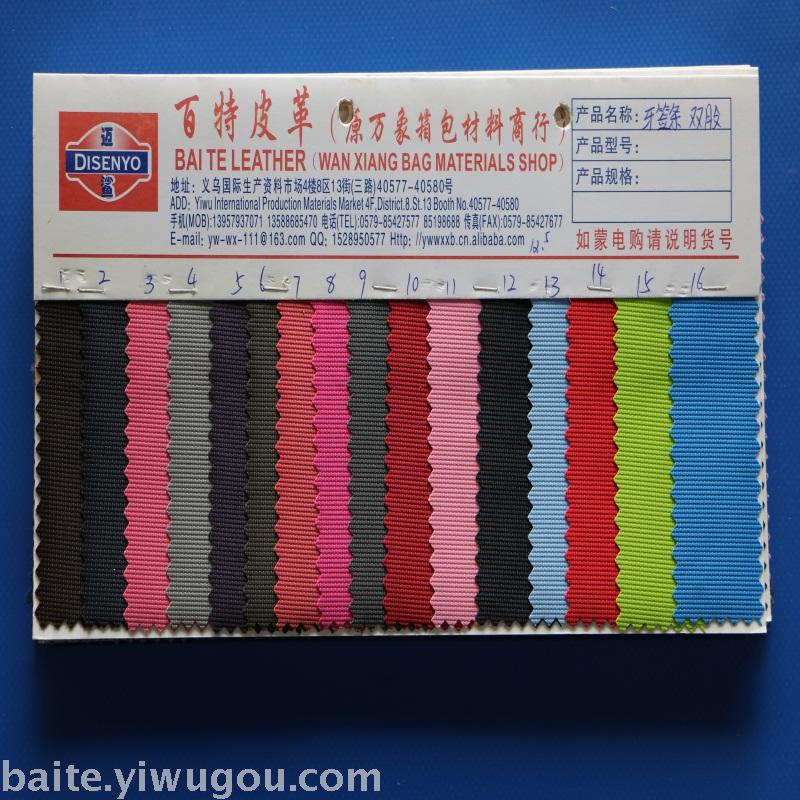 迈
DISENYO
鲨
百特皮革（原万象箱包材料商行）
BAI TE LEATHER（WAN XIANG BAG MATERIALS SHOP）
地址：义乌国际生产资料市场4楼8区13街(三路)40577-40580号
ADD；Yiwu International Production Materials Market 4F,District.8.St.13 Booth No.40577-40580
手机(MOB):13957937071 13588685470 电话(TEL):0579-85427577 85198688 传真(FAX):0579-85427677
E-mail；yw-wx-111@163.com QQ；1528950577 Http；//ywwxxb.cn.alibaba.com
12.5
产品名称：牙签条 双股
产品型号：
产品规格：
如蒙电购请说明货号
1 2 3 4 5 6 7 8 9 10 11 12 13 14 15 16
baite.yiwugou.com